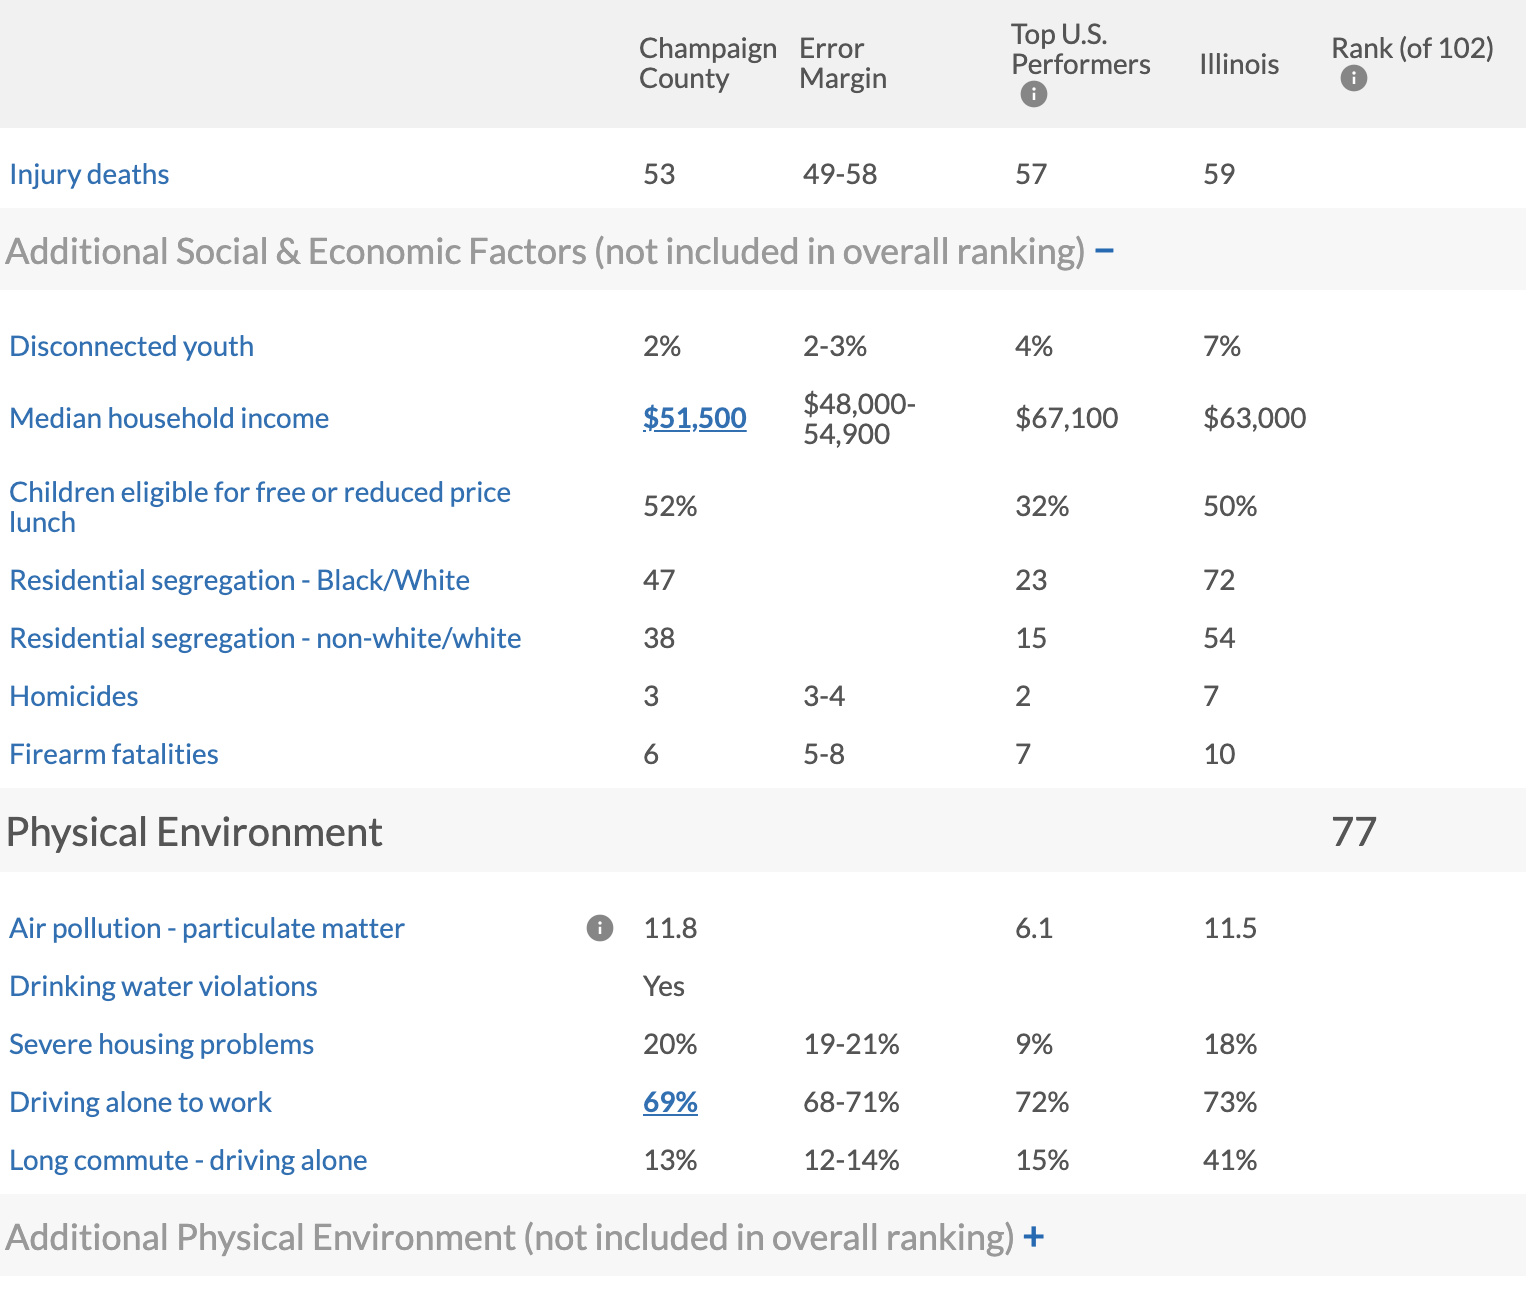 Champaign County Error Margin Top U.S. Performers Illinois Rank (of 102)
Injury deaths 53 49-58 57 59
Additional Social & Economic Factors (not included in overall ranking) −
Disconnected youth 2% 2-3% 4% 7%
Median household income $51,500 $48,000-54,900 $67,100 $63,000
Children eligible for free or reduced price lunch 52% 32% 50%
Residential segregation - Black/White 47 23 72
Residential segregation - non-white/white 38 15 54
Homicides 3 3-4 2 7
Firearm fatalities 6 5-8 7 10
Physical Environment 77
Air pollution - particulate matter 11.8 6.1 11.5
Drinking water violations Yes
Severe housing problems 20% 19-21% 9% 18%
Driving alone to work 69% 68-71% 72% 73%
Long commute - driving alone 13% 12-14% 15% 41%
Additional Physical Environment (not included in overall ranking) +